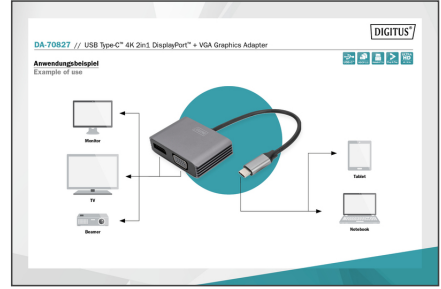 DIGITUS®
DA-70827 // USB Type-C™ 4K 2in1 DisplayPort™ + VGA Graphics Adapter
Anwendungsbeispiel
Example of use
Monitor
TV
Beamer
Tablet
Notebook